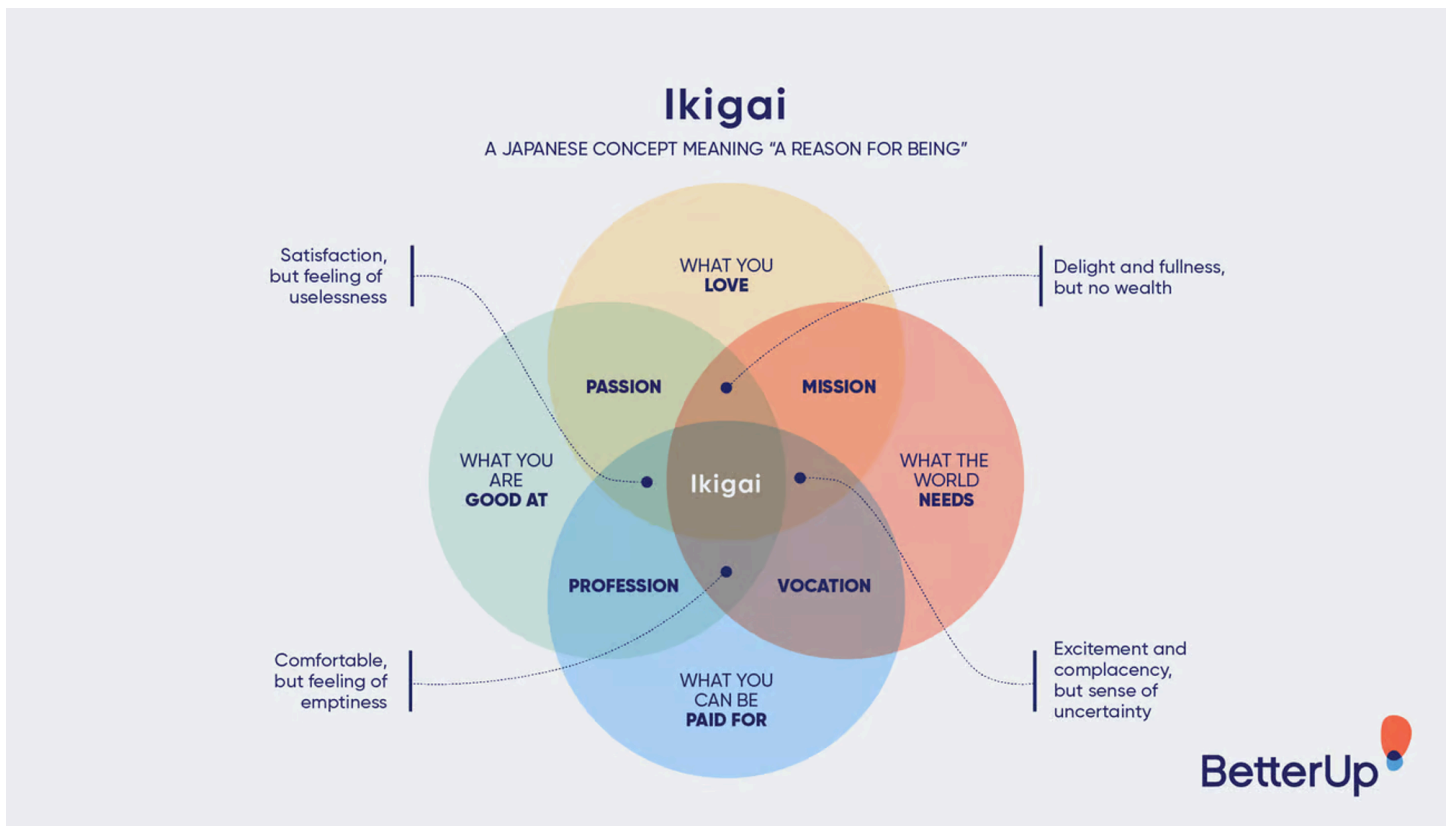 Ikigai
A JAPANESE CONCEPT MEANING “A REASON FOR BEING”
Satisfaction,
but feeling of
uselessness
WHAT YOU
LOVE
Delight and fullness,
but no wealth
PASSION
MISSION
WHAT YOU
ARE
GOOD AT
Ikigai
WHAT THE
WORLD
NEEDS
PROFESSION
VOCATION
Comfortable,
but feeling of
emptiness
WHAT YOU
CAN BE
PAID FOR
Excitement and
complacency,
but sense of
uncertainty
BetterUp